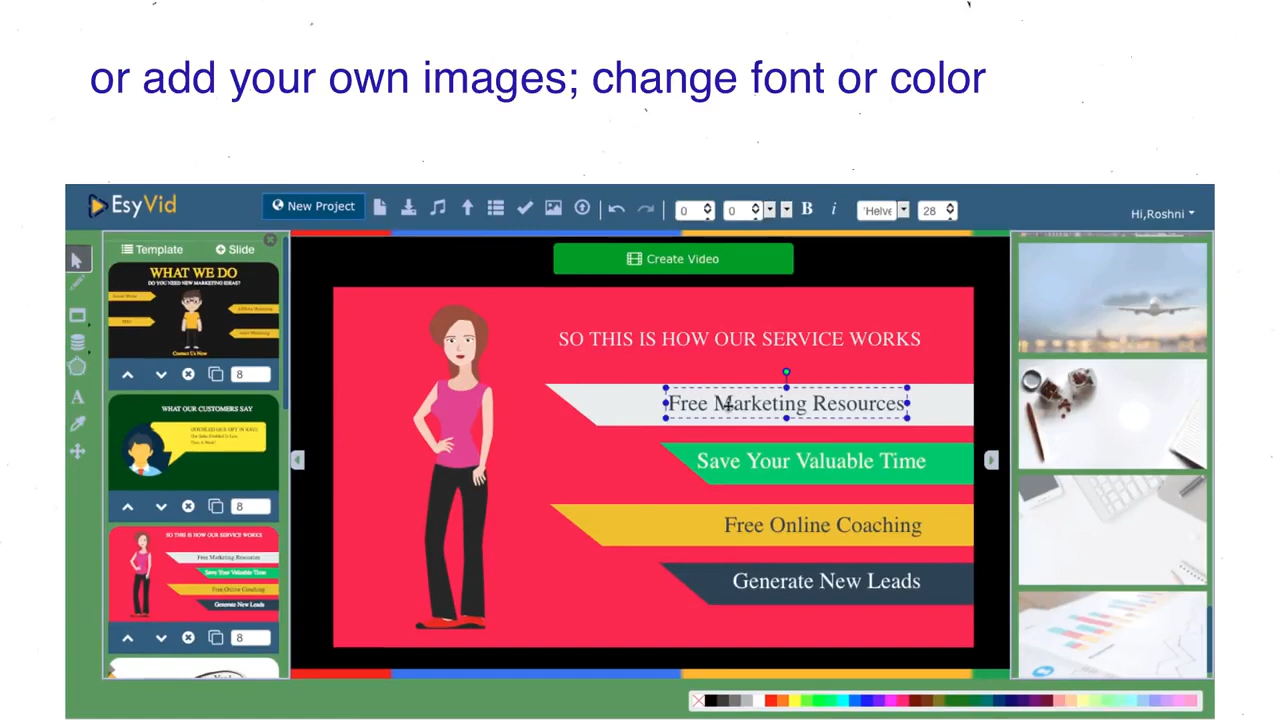 or add your own images; change font or color
EsyVid
New Project
0
0
B
i
'Helve
28
Hi,Roshni
Template
Slide
Create Video
WHAT WE DO
DO YOU NEED NEW MARKETING IDEAS?
Contact Us Now
8
WHAT OUR CUSTOMERS SAY
8
SO THIS IS HOW OUR SERVICE WORKS
Free Marketing Resources
Save Your Valuable Time
Free Online Coaching
Generate New Leads
8
SO THIS IS HOW OUR SERVICE WORKS
Free Marketing Resources
Save Your Valuable Time
Free Online Coaching
Generate New Leads
A